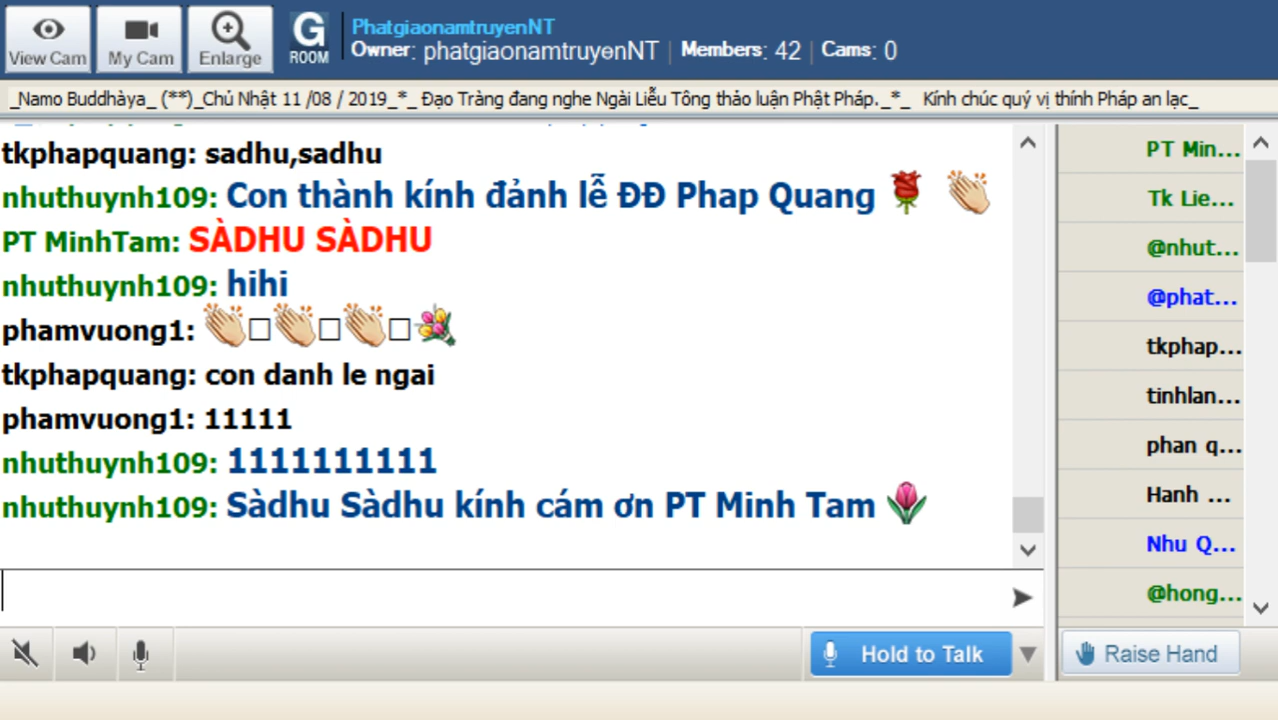 View Cam
My Cam
Enlarge
G
ROOM
PhatgiaonamtruyenNT
Owner: phatgiaonamtruyenNT | Members: 42 | Cams: 0
_Namo Buddhàya_ (**)_Chủ Nhật 11 /08 / 2019_*_ Đạo Tràng đang nghe Ngài Liễu Tông thảo luận Phật Pháp._*_ Kính chúc quý vị thính Pháp an lạc_
tkphapquang: sadhu,sadhu
nhuthuynh109: Con thành kính đảnh lễ ĐĐ Phap Quang
PT MinhTam: SÀDHU SÀDHU
nhuthuynh109: hihi
phamvuong1:
tkphapquang: con danh le ngai
phamvuong1: 11111
nhuthuynh109: 1111111111
nhuthuynh109: Sàdhu Sàdhu kính cám ơn PT Minh Tam
PT Min...
Tk Lie...
@nhut...
@phat...
tkphap...
tinhlan...
phan q...
Hanh ...
Nhu Q...
@hong...
Hold to Talk
Raise Hand